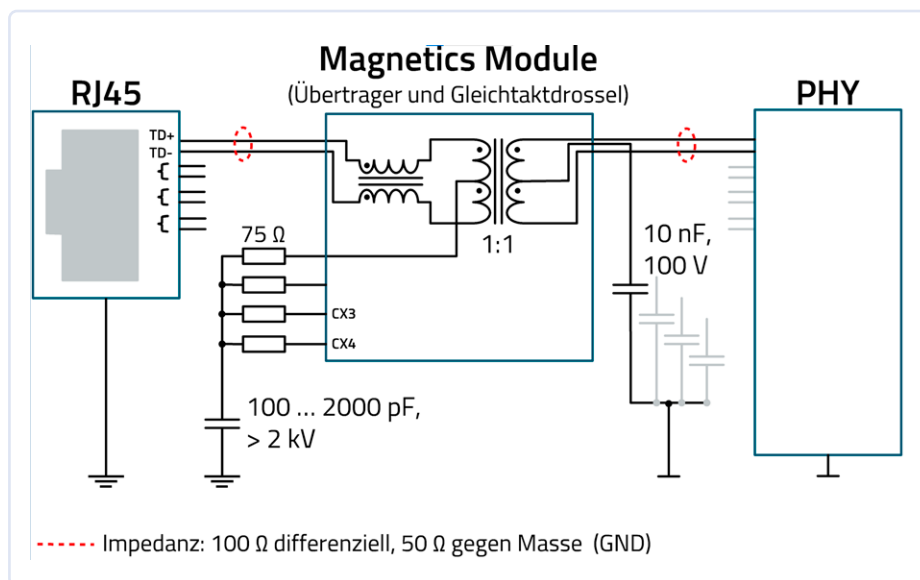 Magnetics Module
(Übertrager und Gleichtaktdrossel)
RJ45
PHY
TD+
TD-
75 Ω
1:1
10 nF,
100 V
CX3
CX4
100 ... 2000 pF,
> 2 kV
Impedanz: 100 Ω differenziell, 50 Ω gegen Masse (GND)